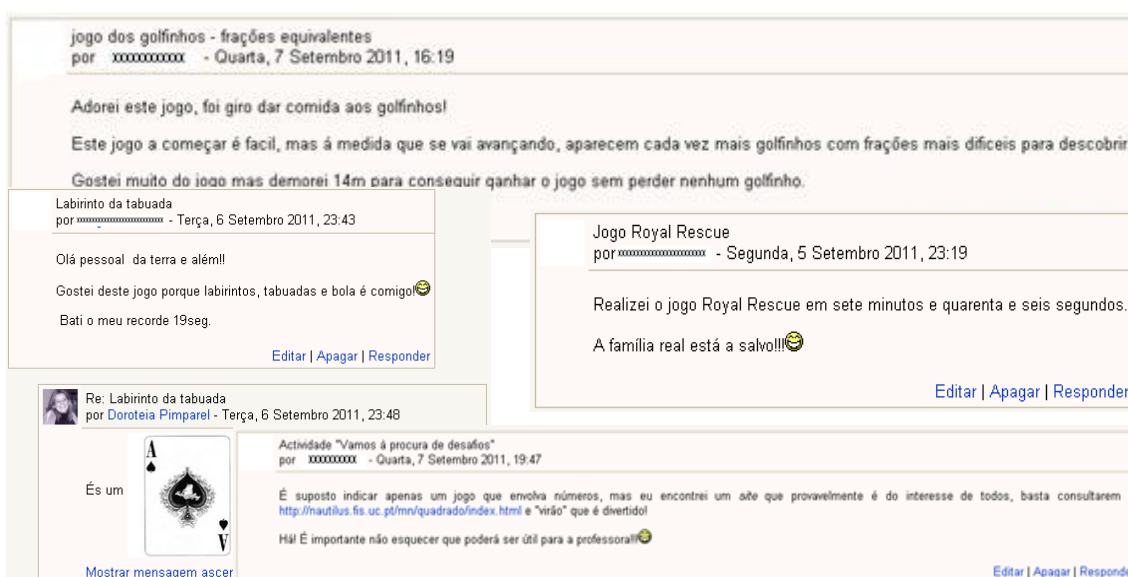 jogo dos golfinhos - frações equivalentes
por xxxxxxxxxxx - Quarta, 7 Setembro 2011, 16:19
Adorei este jogo, foi giro dar comida aos golfinhos!
Este jogo a começar é facil, mas á medida que se vai avançando, aparecem cada vez mais golfinhos com frações mais dificeis para descobrir
Gostei muito do jogo mas demorei 14m para conseguir ganhar o jogo sem perder nenhum golfinho.
Labirinto da tabuada
por - Terça, 6 Setembro 2011, 23:43
Olá pessoal da terra e além!!
Gostei deste jogo porque labirintos, tabuadas e bola é comigo!
Bati o meu recorde 19seg.
Editar | Apagar | Responder
Jogo Royal Rescue
por - Segunda, 5 Setembro 2011, 23:19
Realizei o jogo Royal Rescue em sete minutos e quarenta e seis segundos.
A família real está a salvo!!!
Editar | Apagar | Responder
Re: Labirinto da tabuada
por Doroteia Pimparel - Terça, 6 Setembro 2011, 23:48
És um
A
A
Mostrar mensagem ascen
Actividade "Vamos á procura de desafios"
por xxxxxxxxxx - Quarta, 7 Setembro 2011, 19:47
É suposto indicar apenas um jogo que envolva números, mas eu encontrei um site que provavelmente é do interesse de todos, basta consultarem
http://nautilus.fis.uc.pt/mn/quadrado/index.html e "virão" que é divertido!
Há! É importante não esquecer que poderá ser útil para a professora!!!
Editar | Apagar | Responde